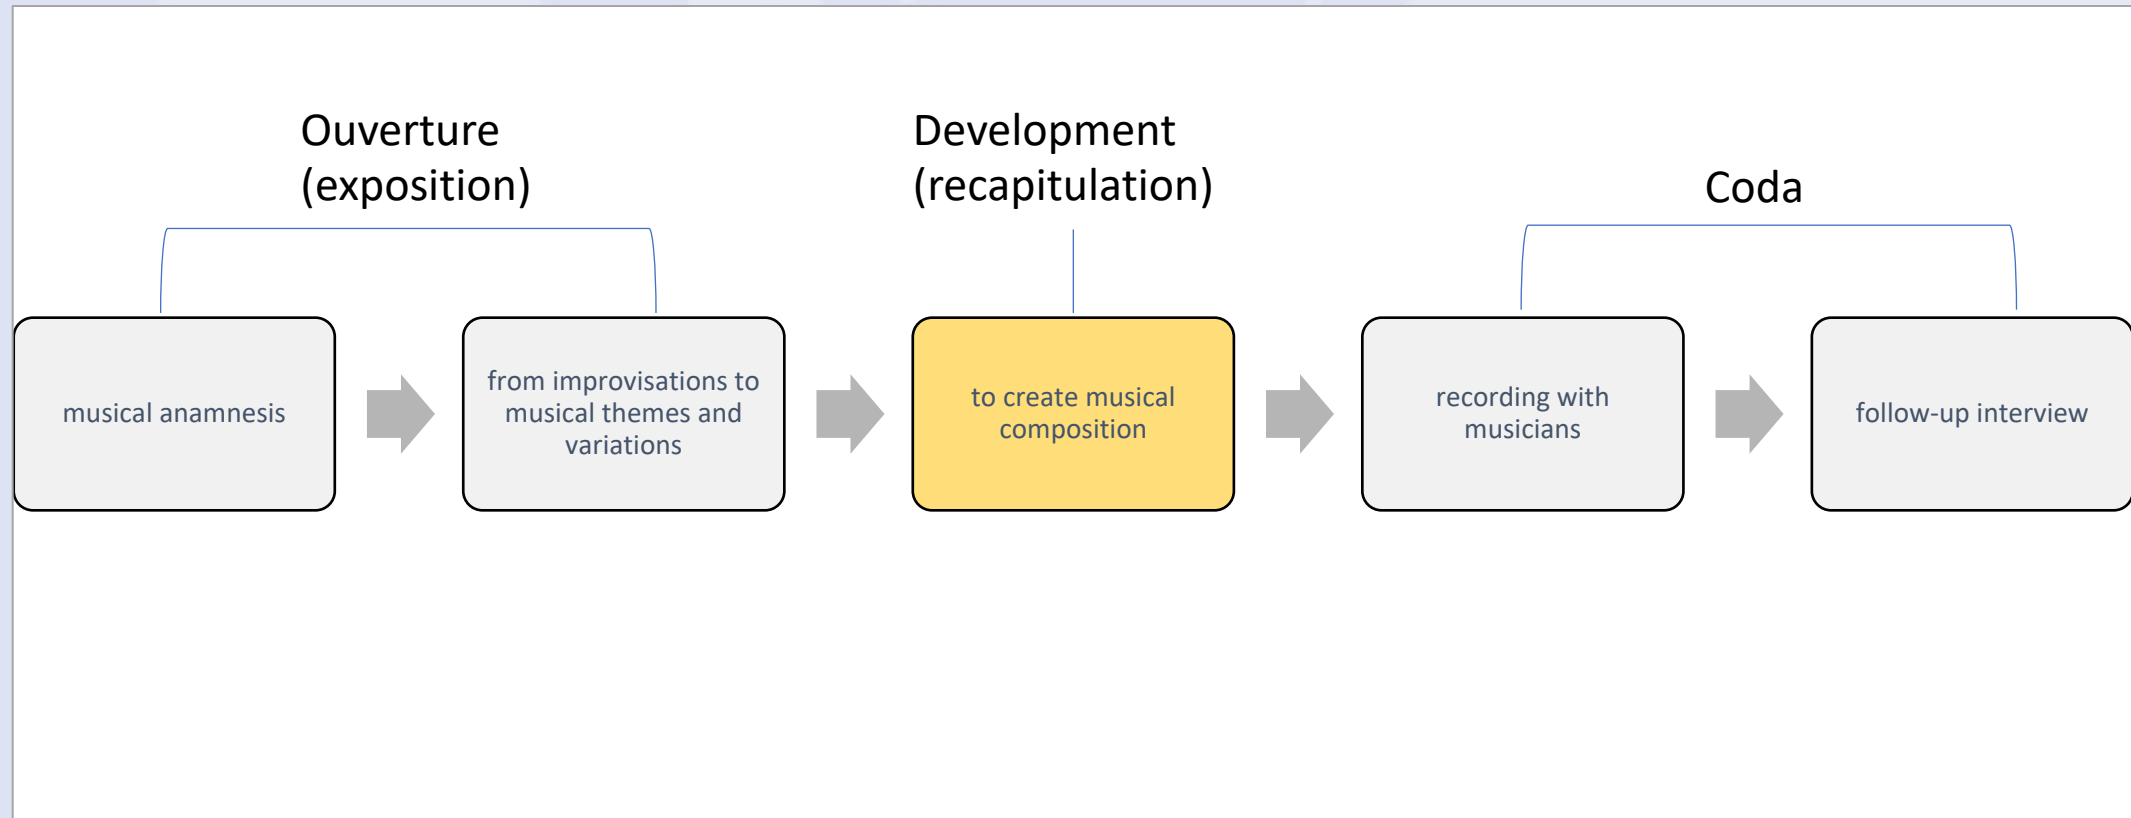 Ouverture
(exposition)
Development
(recapitulation)
Coda
musical anamnesis
from improvisations to
musical themes and
variations
to create musical
composition
recording with
musicians
follow-up interview